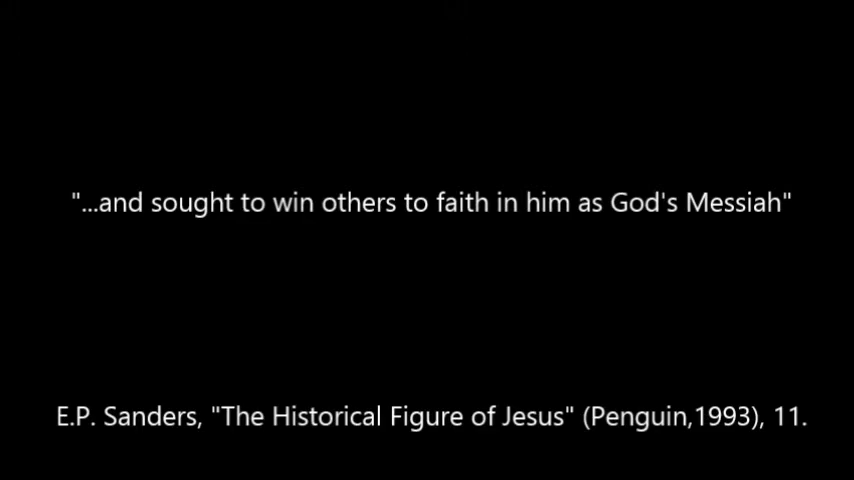 "...and sought to win others to faith in him as God's Messiah"
E.P. Sanders, "The Historical Figure of Jesus" (Penguin,1993), 11.